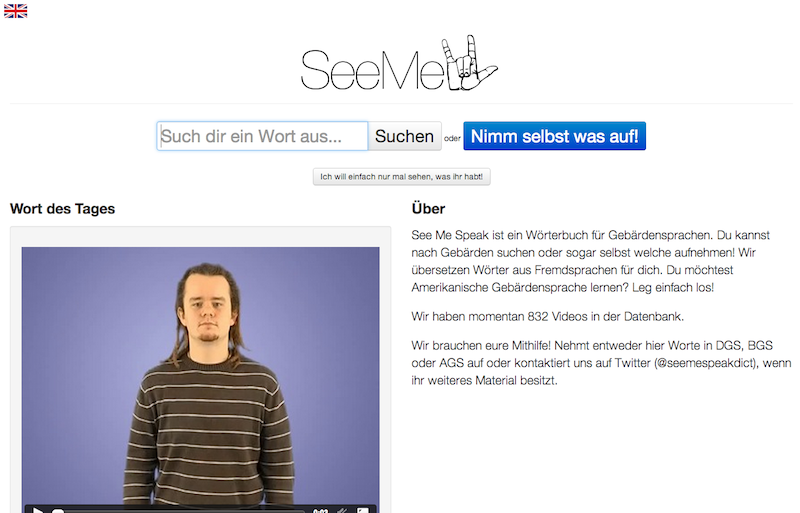 SeeMe
Such dir ein Wort aus...
Suchen
oder
Nimm selbst was auf!
Ich will einfach nur mal sehen, was ihr habt!
Wort des Tages
Über
See Me Speak ist ein Wörterbuch für Gebärdensprachen. Du kannst
nach Gebärden suchen oder sogar selbst welche aufnehmen! Wir
übersetzen Wörter aus Fremdsprachen für dich. Du möchtest
Amerikanische Gebärdensprache lernen? Leg einfach los!
Wir haben momentan 832 Videos in der Datenbank.
Wir brauchen eure Mithilfe! Nehmt entweder hier Worte in DGS, BGS
oder AGS auf oder kontaktiert uns auf Twitter (@seemespeakdict), wenn
ihr weiteres Material besitzt.